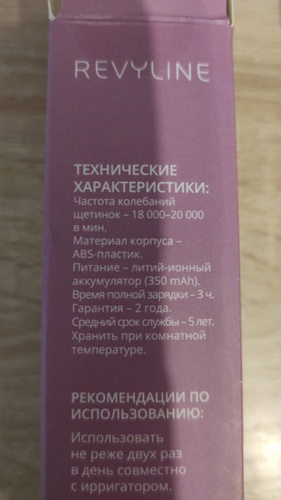 REVYLINE
ТЕХНИЧЕСКИЕ
ХАРАКТЕРИСТИКИ:
Частота колебаний
щетинок – 18 000–20 000
в мин.
Материал корпуса –
ABS-пластик.
Питание – литий-ионный
аккумулятор (350 mAh).
Время полной зарядки – 3 ч.
Гарантия – 2 года.
Средний срок службы – 5 лет.
Хранить при комнатной
температуре.
РЕКОМЕНДАЦИИ ПО
ИСПОЛЬЗОВАНИЮ:
Использовать
не реже двух раз
в день совместно
с ирригатором.